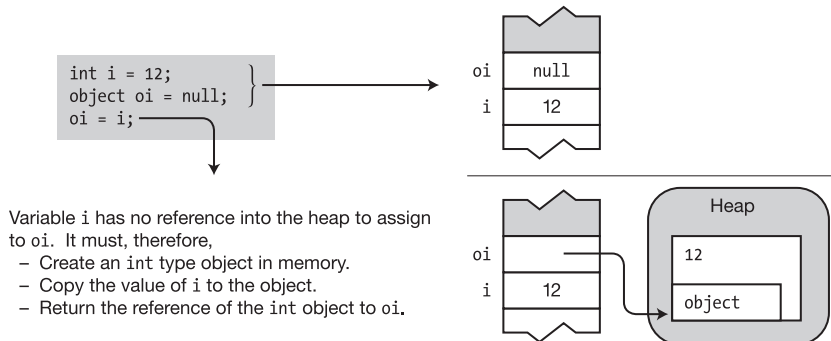 int i = 12;
object oi = null;
oi = i;
oi null
i 12
Variable i has no reference into the heap to assign
to oi. It must, therefore,
– Create an int type object in memory.
– Copy the value of i to the object.
– Return the reference of the int object to oi.
Heap
oi
12
i 12
object